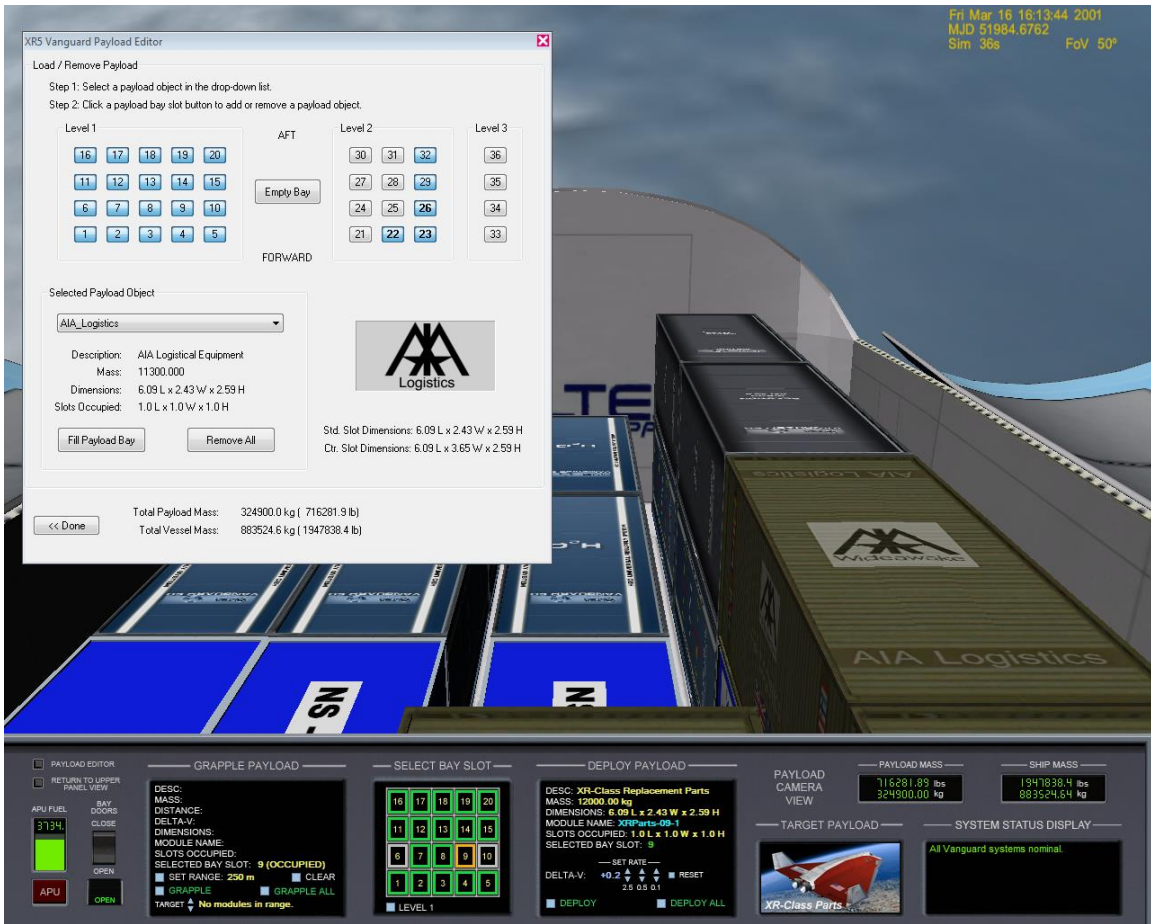 Fri Mar 16 16:13:44 2001
MJD 51984.6762
Sim 36s FoV 50°
XR5 Vanguard Payload Editor
Load / Remove Payload
Step 1: Select a payload object in the drop-down list.
Step 2: Click a payload bay slot button to add or remove a payload object.
Level 1 AFT Level 2 Level 3
16 17 18 19 20 30 31 32 36
11 12 13 14 15 27 28 29 35
Empty Bay
6 7 8 9 10 24 25 26 34
1 2 3 4 5 21 22 23 33
FORWARD
Selected Payload Object
AIA_Logistics
Description: AIA Logistical Equipment
Mass: 11300.000
Dimensions: 6.09 L x 2.43 W x 2.59 H
Slots Occupied: 1.0 L x 1.0 W x 1.0 H
Logistics
Fill Payload Bay Remove All
Std. Slot Dimensions: 6.09 L x 2.43 W x 2.59 H
Ctr. Slot Dimensions: 6.09 L x 3.65 W x 2.59 H
<< Done
Total Payload Mass: 324900.0 kg ( 716281.9 lb)
Total Vessel Mass: 883524.6 kg ( 1947838.4 lb)
AIA Logistics
Wideawake
AIA Logistics
NS -
NS
PAYLOAD EDITOR
RETURN TO UPPER
PANEL VIEW
APU FUEL
3734.
APU
BAY
DOORS
CLOSE
OPEN
OPEN
GRAPPLE PAYLOAD
DESC:
MASS:
DISTANCE:
DELTA-V:
DIMENSIONS:
MODULE NAME:
SLOTS OCCUPIED:
SELECTED BAY SLOT: 9 (OCCUPIED)
SET RANGE: 250 m CLEAR
GRAPPLE GRAPPLE ALL
TARGET No modules in range.
SELECT BAY SLOT
16 17 18 19 20
11 12 13 14 15
6 7 8 9 10
1 2 3 4 5
LEVEL 1
DEPLOY PAYLOAD
DESC: XR-Class Replacement Parts
MASS: 12000.00 kg
DIMENSIONS: 6.09 L x 2.43 W x 2.59 H
MODULE NAME: XRParts-09-1
SLOTS OCCUPIED: 1.0 L x 1.0 W x 1.0 H
SELECTED BAY SLOT: 9
SET RATE
DELTA-V: +0.2 RESET
2.5 0.5 0.1
DEPLOY DEPLOY ALL
PAYLOAD
CAMERA
VIEW
PAYLOAD MASS
716281.89 lbs
324900.00 kg
SHIP MASS
1947838.4 lbs
883524.64 kg
TARGET PAYLOAD
XR-Class Parts
SYSTEM STATUS DISPLAY
All Vanguard systems nominal.